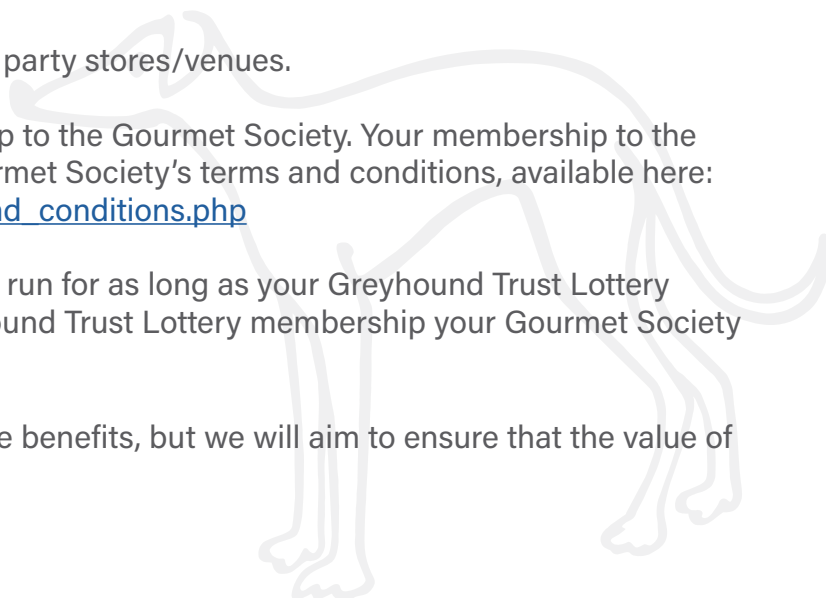 party stores/venues.
p to the Gourmet Society. Your membership to the
rmet Society’s terms and conditions, available here:
nd_conditions.php
run for as long as your Greyhound Trust Lottery
ound Trust Lottery membership your Gourmet Society
e benefits, but we will aim to ensure that the value of